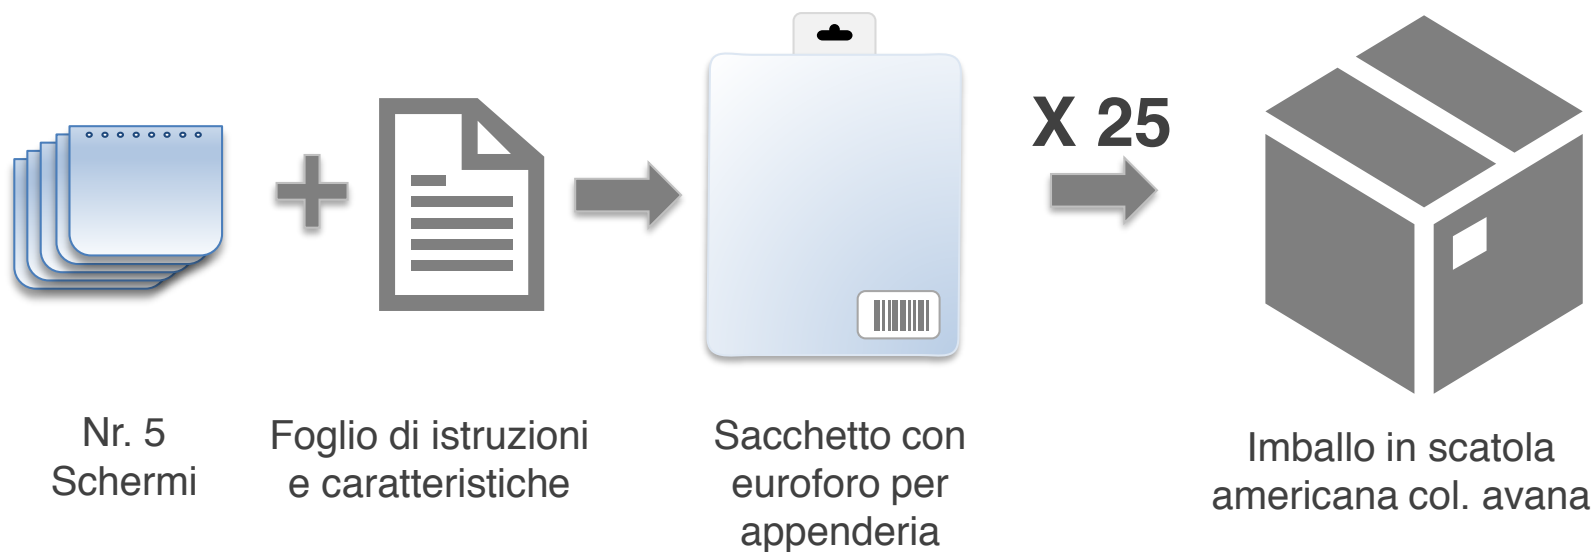 X 25
Nr. 5
Schermi
Foglio di istruzioni
e caratteristiche
Sacchetto con
euroforo per
appenderia
Imballo in scatola
americana col. avana